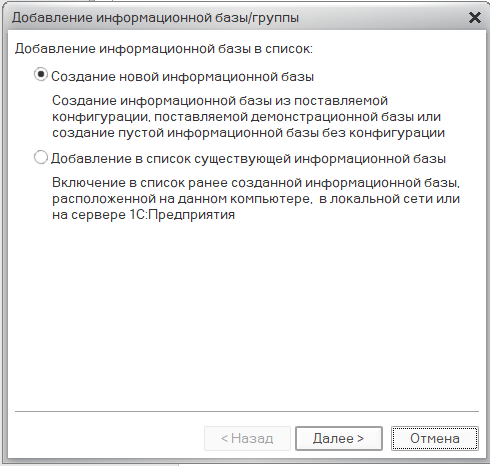 Добавление информационной базы/группы
Добавление информационной базы в список:
Создание новой информационной базы
Создание информационной базы из поставляемой
конфигурации, поставляемой демонстрационной базы или
создание пустой информационной базы без конфигурации
Добавление в список существующей информационной базы
Включение в список ранее созданной информационной базы,
расположенной на данном компьютере,  в локальной сети или
на сервере 1С:Предприятия
< Назад
Далее >
Отмена